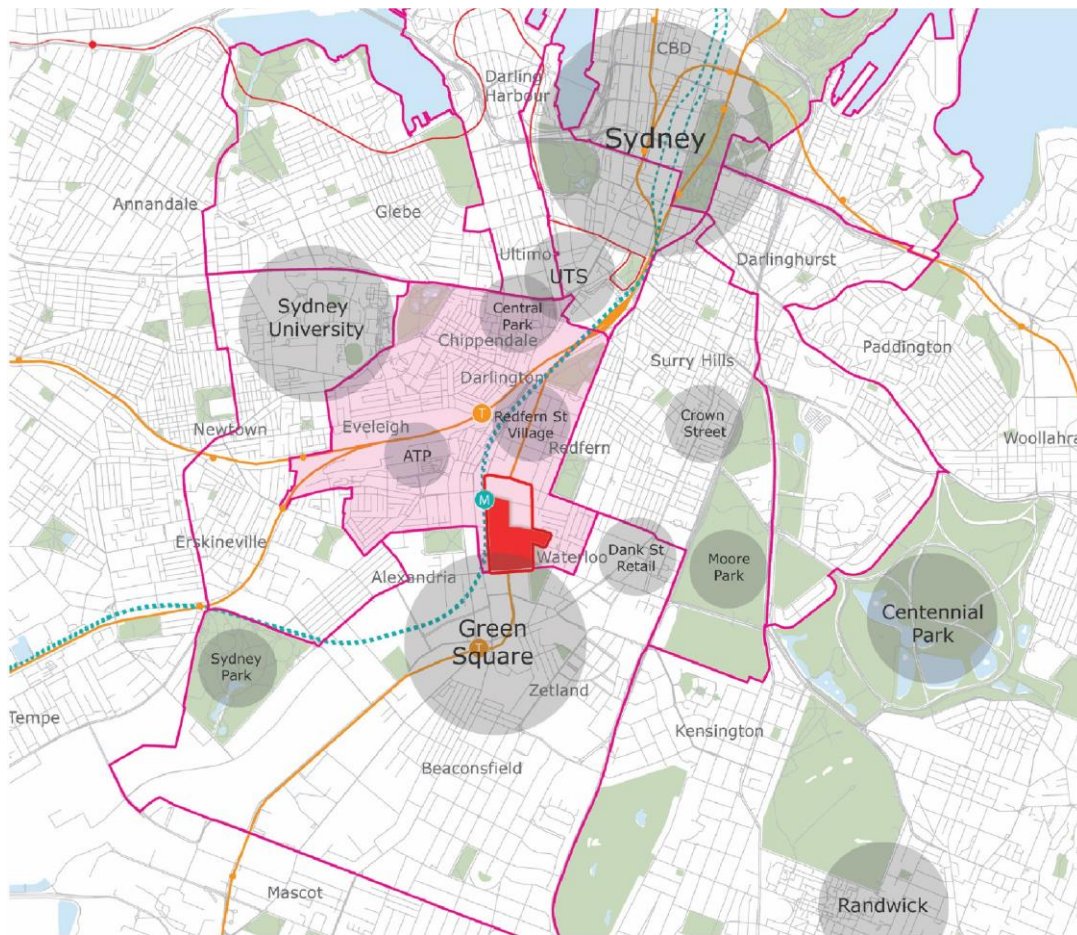 CBD
Darling
Harbour
Sydney
Annandale
Glebe
Ultimo
UTS
Darlinghurst
Sydney
University
Central
Park
Chippendale
Surry Hills
Paddington
Darlington
Newtown
Eveleigh
T
Redfern St
Village
Crown
Street
Woollahra
ATP
Redfern
M
Erskineville
Alexandria
Waterloo
Dank St
Retail
Moore
Park
Centennial
Park
Green
Square
T
Sydney
Park
Zetland
Tempe
Kensington
Beaconsfield
Mascot
Randwick